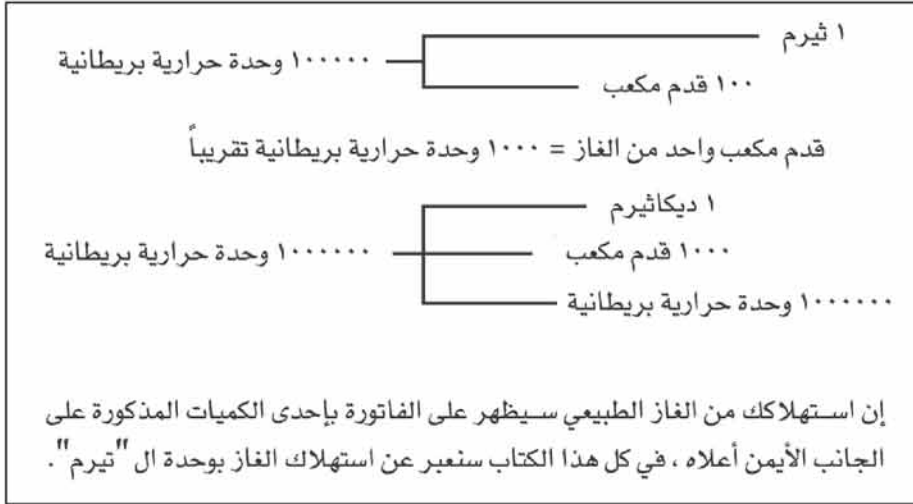 ١ ثيرم
١٠٠٠٠٠ وحدة حرارية بريطانية
١٠٠ قدم مكعب
قدم مكعب واحد من الغاز = ١٠٠٠ وحدة حرارية بريطانية تقريباً
١ ديكاثيرم
١٠٠٠ قدم مكعب
١٠٠٠٠٠٠ وحدة حرارية بريطانية
١٠٠٠٠٠٠ وحدة حرارية بريطانية
إن استهلاكك من الغاز الطبيعي سيظهر على الفاتورة بإحدى الكميات المذكورة على
الجانب الأيمن أعلاه ، في كل هذا الكتاب سنعبر عن استهلاك الغاز بوحدة ال "تيرم".